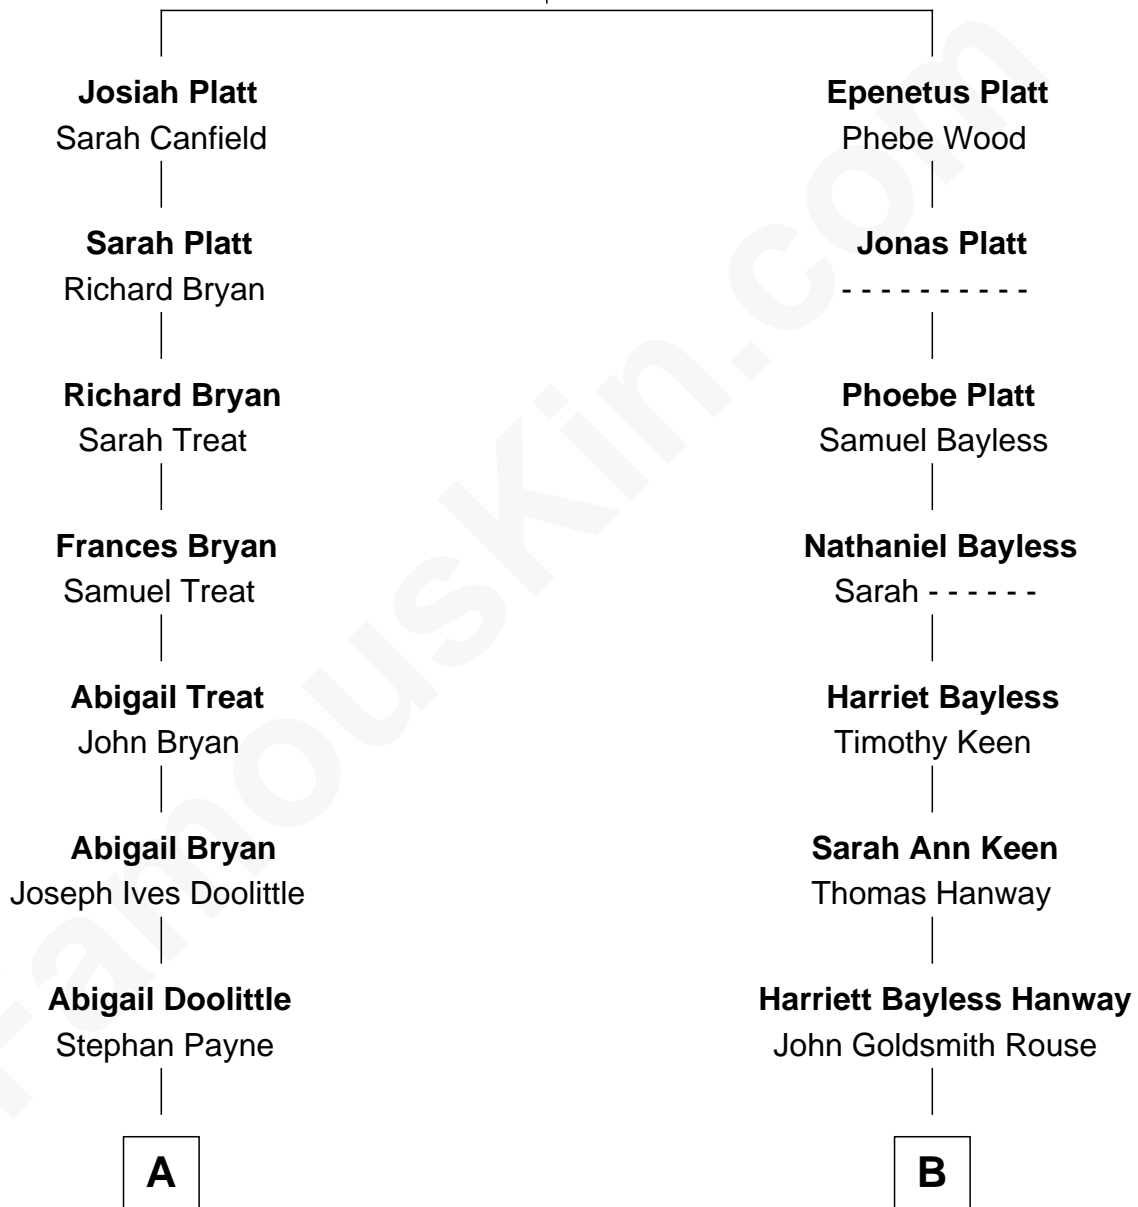 Josiah Platt
Sarah Canfield
Epenetus Platt
Phebe Wood
Sarah Platt
Richard Bryan
Jonas Platt
- - - - - - - - - -
Richard Bryan
Sarah Treat
Phoebe Platt
Samuel Bayless
Frances Bryan
Samuel Treat
Nathaniel Bayless
Sarah - - - - - -
Abigail Treat
John Bryan
Harriet Bayless
Timothy Keen
Abigail Bryan
Joseph Ives Doolittle
Sarah Ann Keen
Thomas Hanway
Abigail Doolittle
Stephan Payne
Harriett Bayless Hanway
John Goldsmith Rouse
A
B
FamousKin.com